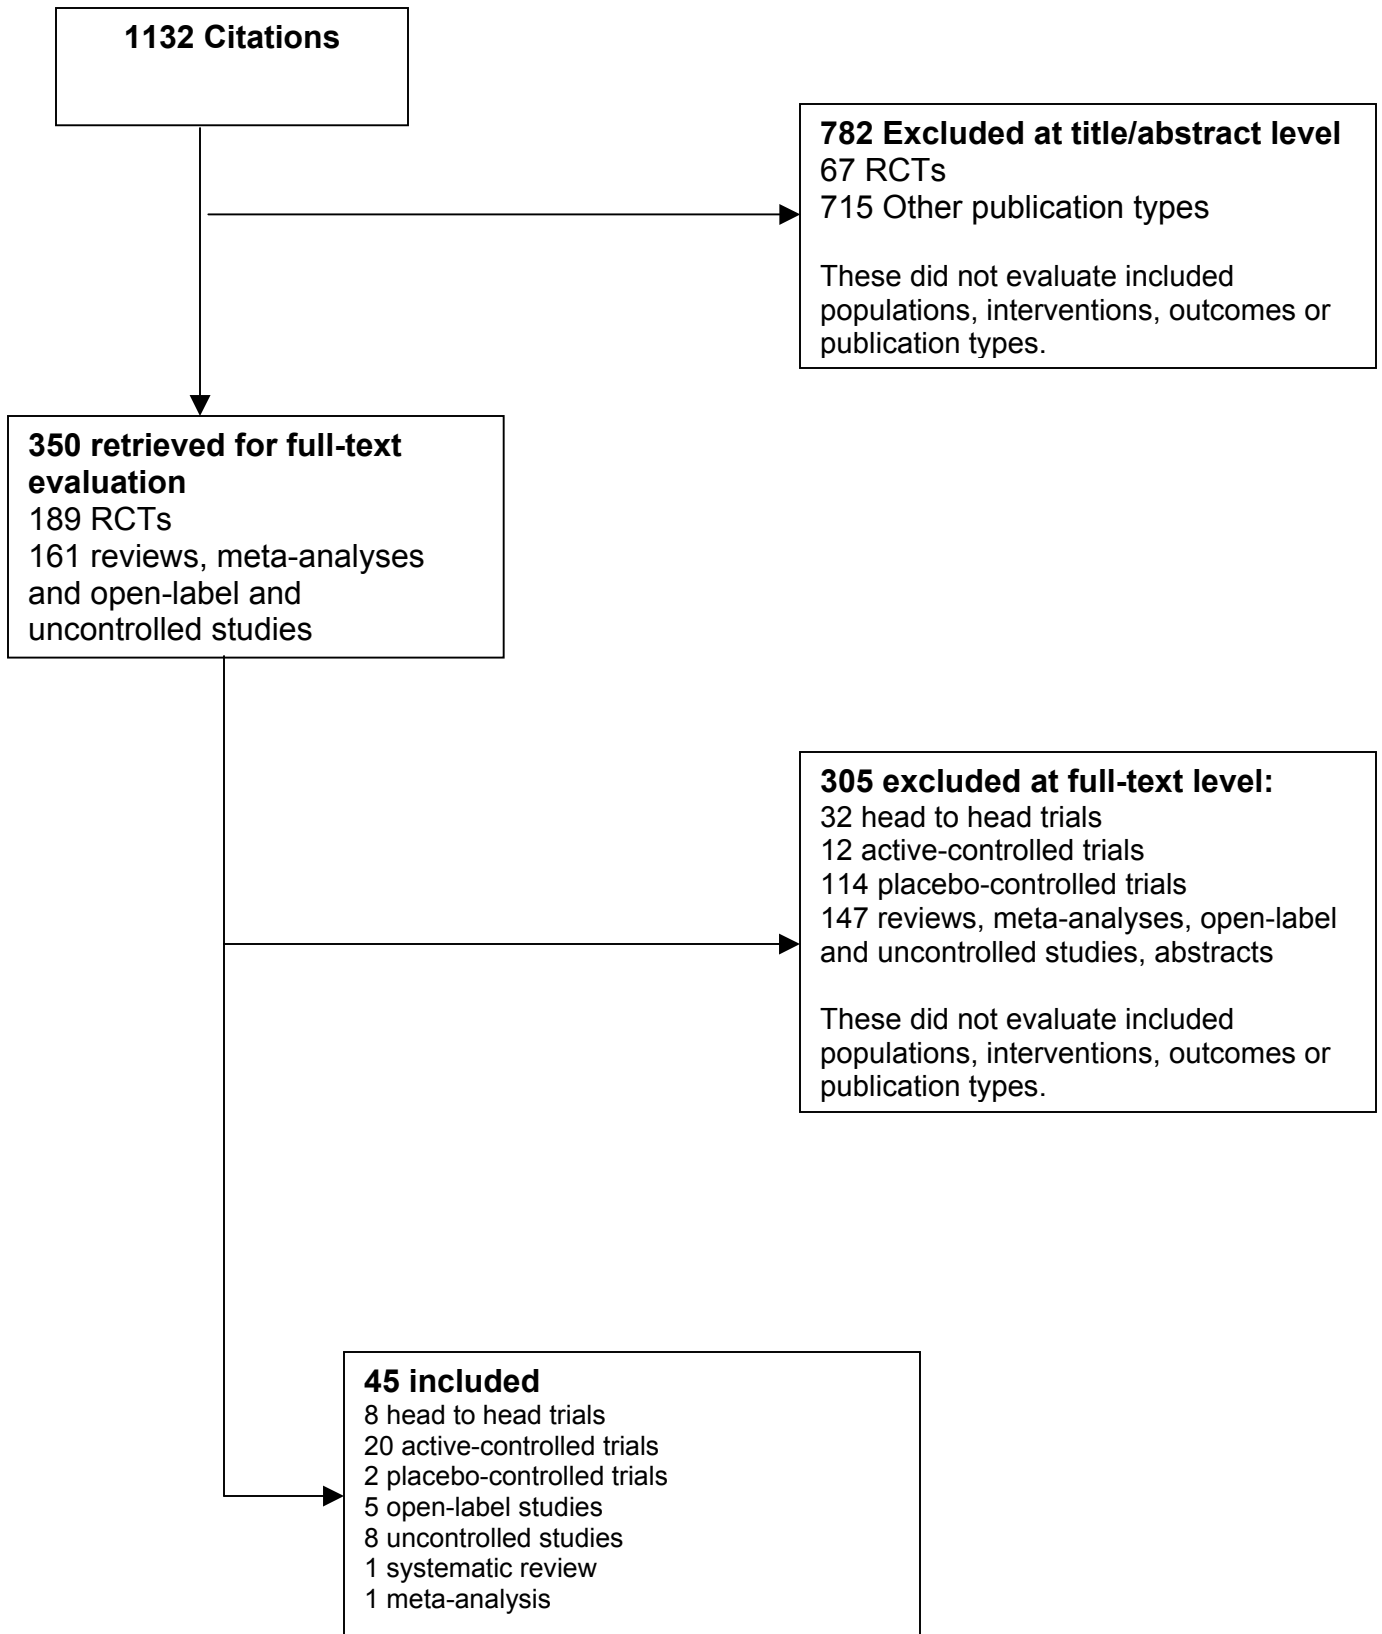 1132 Citations
782 Excluded at title/abstract level
67 RCTs
715 Other publication types
These did not evaluate included
populations, interventions, outcomes or
publication types.
350 retrieved for full-text
evaluation
189 RCTs
161 reviews, meta-analyses
and open-label and
uncontrolled studies
305 excluded at full-text level:
32 head to head trials
12 active-controlled trials
114 placebo-controlled trials
147 reviews, meta-analyses, open-label
and uncontrolled studies, abstracts
These did not evaluate included
populations, interventions, outcomes or
publication types.
45 included
8 head to head trials
20 active-controlled trials
2 placebo-controlled trials
5 open-label studies
8 uncontrolled studies
1 systematic review
1 meta-analysis